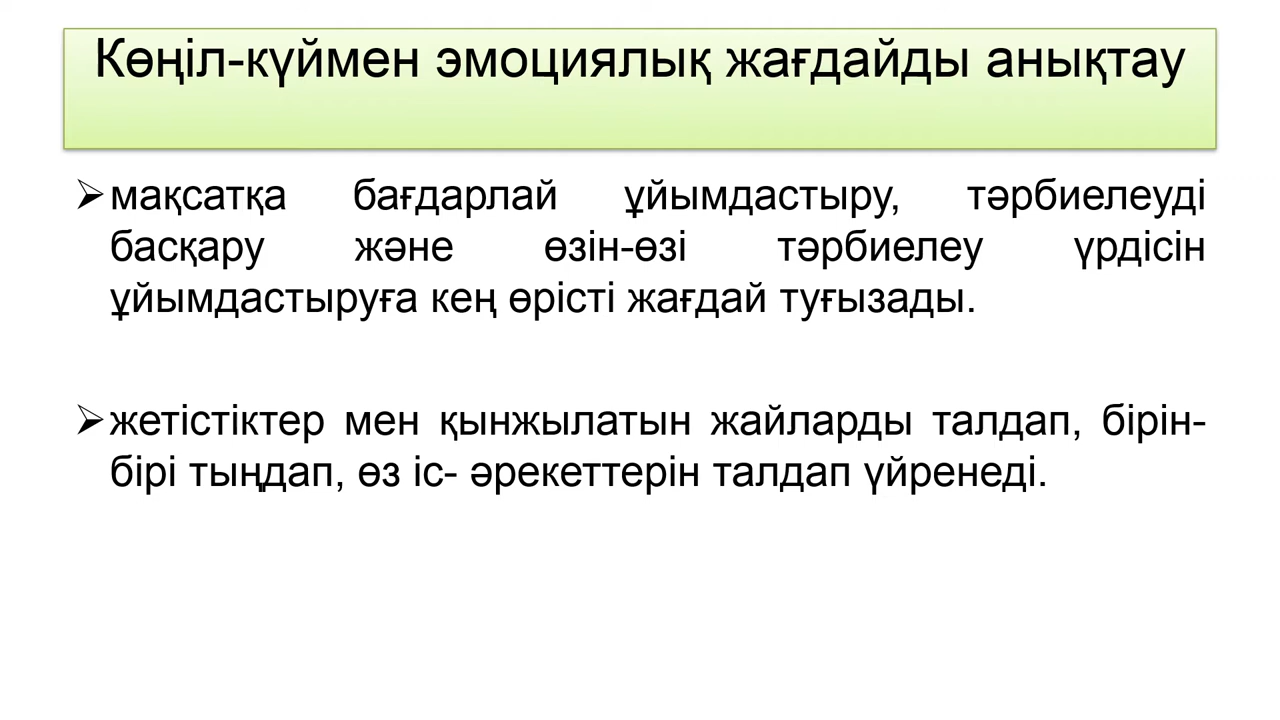 Көңіл-күймен эмоциялық жағдайды анықтау
➢мақсатқа бағдарлай ұйымдастыру, тәрбиелеуді
басқару және өзін-өзі тәрбиелеу үрдісін
ұйымдастыруға кең өрісті жағдай туғызады.
➢жетістіктер мен қынжылатын жайларды талдап, бірін-
бірі тыңдап, өз іс- әрекеттерін талдап үйренеді.